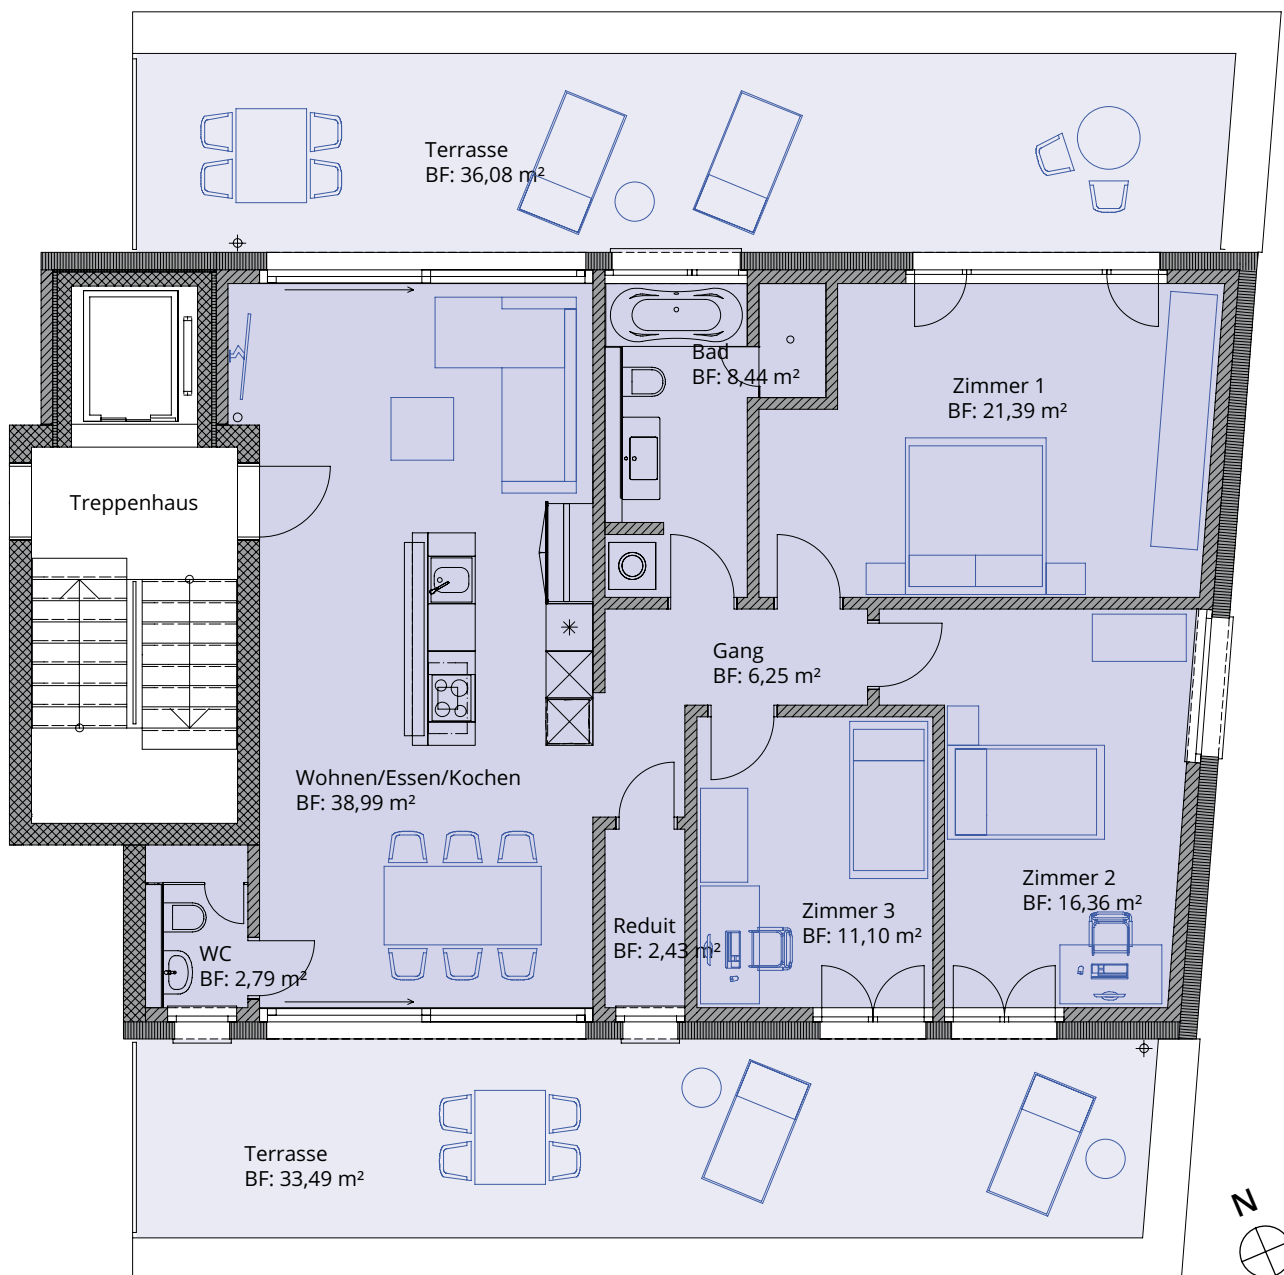 Terrasse
BF: 36,08 m²
Bad
BF: 8,44 m²
Zimmer 1
BF: 21,39 m²
Treppenhaus
Gang
BF: 6,25 m²
Wohnen/Essen/Kochen
BF: 38,99 m²
Zimmer 2
BF: 16,36 m²
Zimmer 3
BF: 11,10 m²
Reduit
BF: 2,43 m²
WC
BF: 2,79 m²
Terrasse
BF: 33,49 m²
N